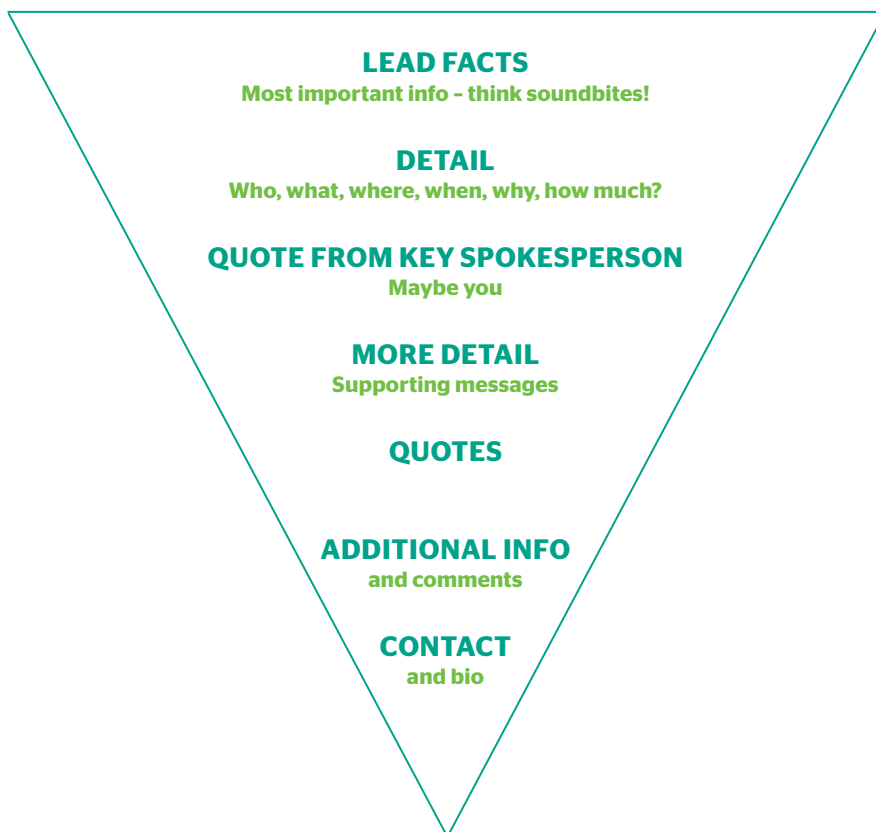 LEAD FACTS
Most important info – think soundbites!
DETAIL
Who, what, where, when, why, how much?
QUOTE FROM KEY SPOKESPERSON
Maybe you
MORE DETAIL
Supporting messages
QUOTES
ADDITIONAL INFO
and comments
CONTACT
and bio